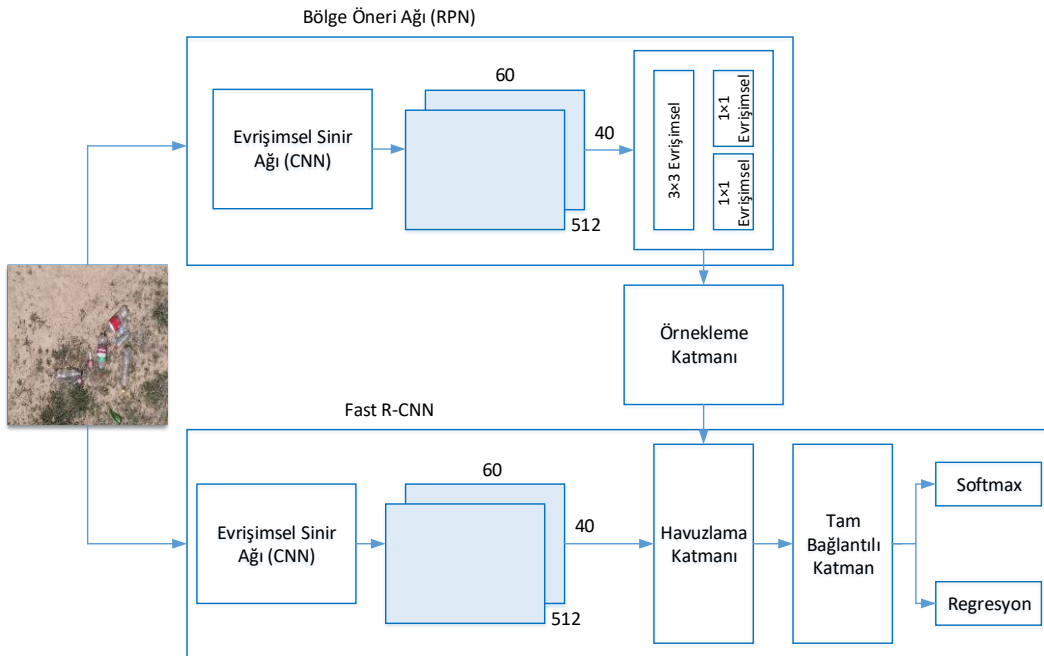 Bölge Öneri Ağı (RPN)
Evrişimsel Sinir
Ağı (CNN)
60
40
512
3×3 Evrişimsel
1×1
Evrişimsel
1×1
Evrişimsel
Örnekleme
Katmanı
Fast R-CNN
Evrişimsel Sinir
Ağı (CNN)
60
40
512
Havuzlama
Katmanı
Tam
Bağlantılı
Katman
Softmax
Regresyon